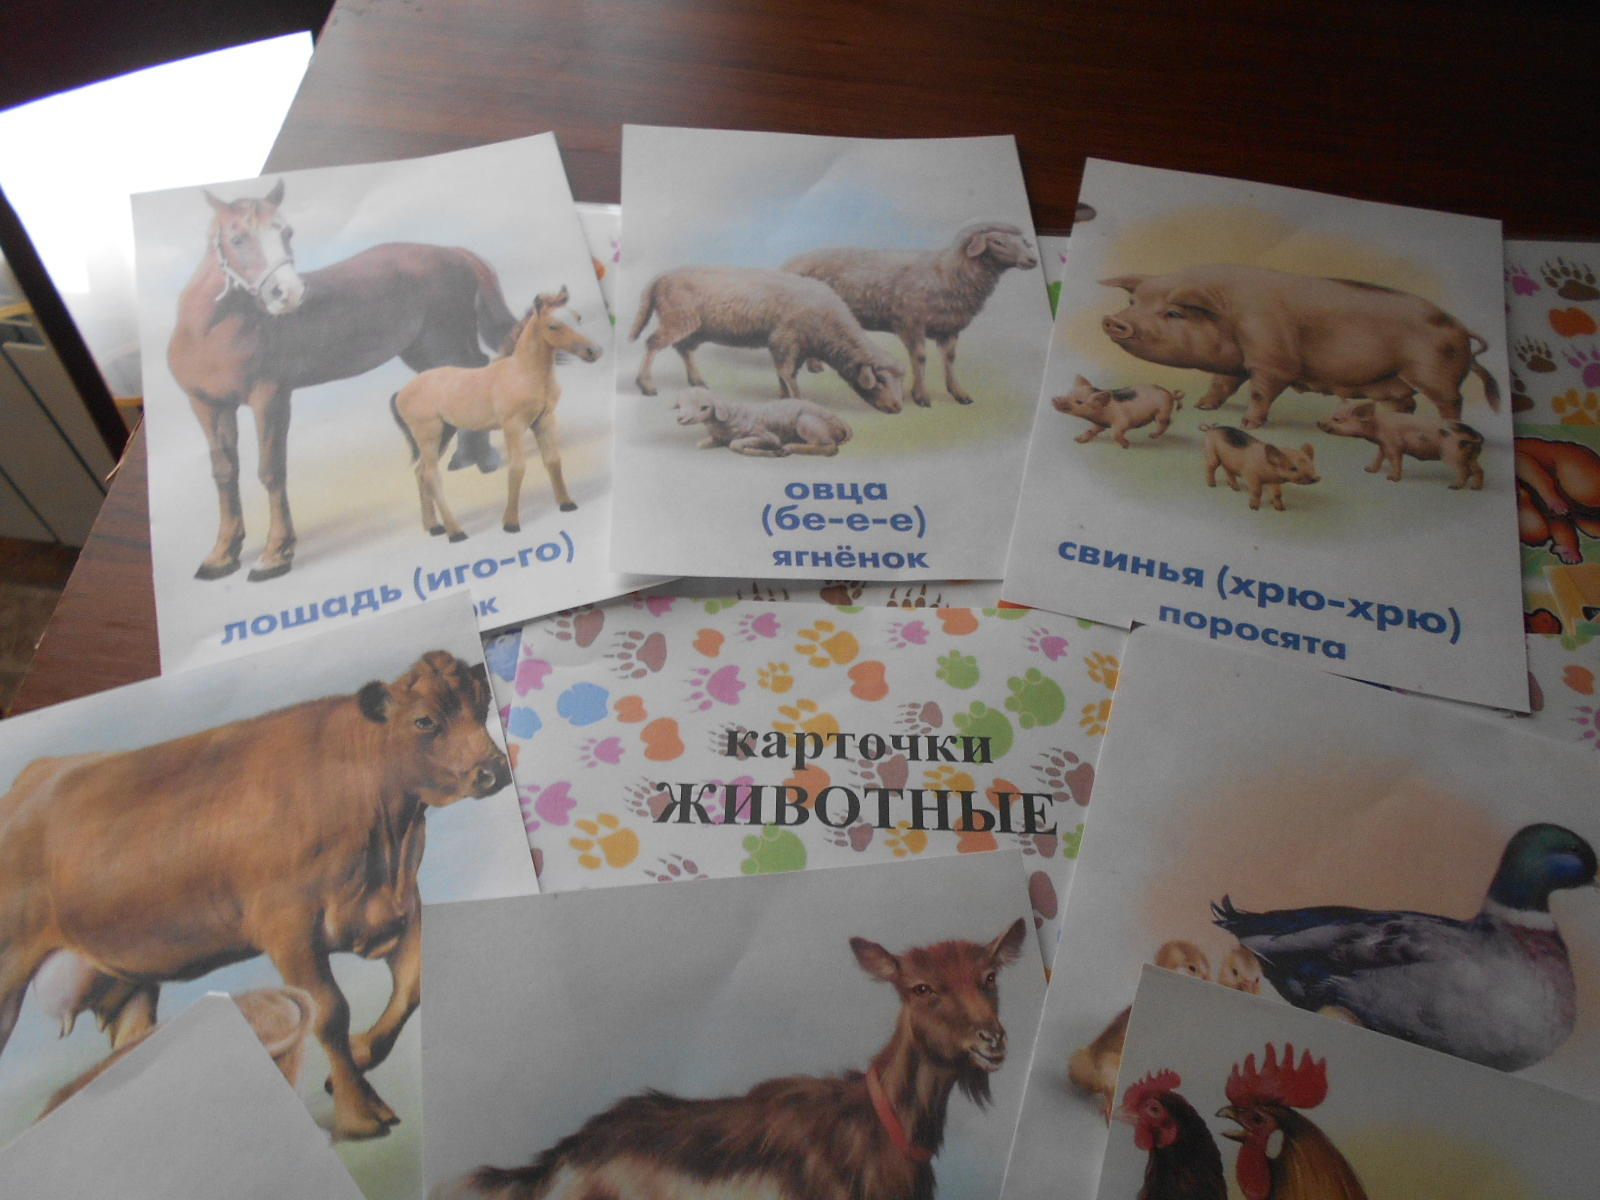 лошадь (иго-го)
овца
(бе-е-е)
ягнёнок
свинья (хрю-хрю)
поросята
карточки
ЖИВОТНЫЕ